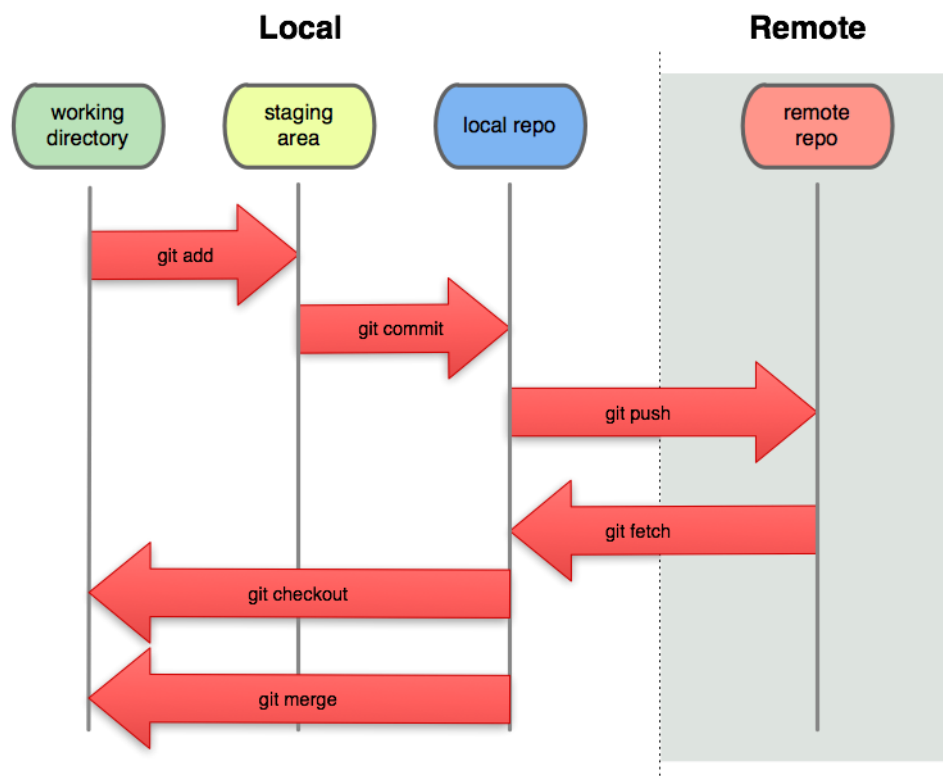 Local
Remote
working
directory
staging
area
local repo
remote
repo
git add
git commit
git push
git fetch
git checkout
git merge